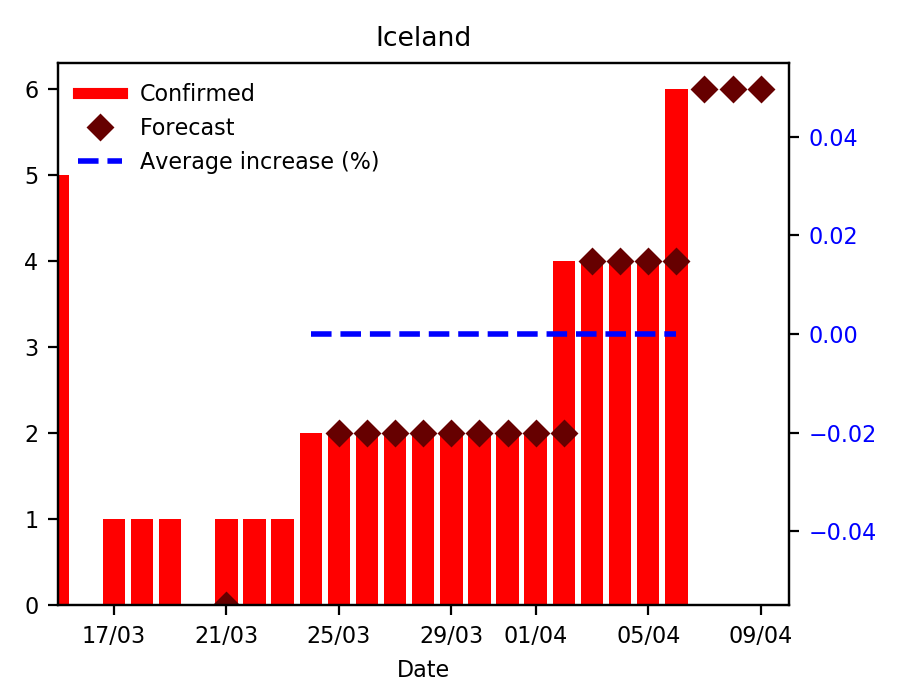 Iceland
Confirmed
Forecast
Average increase (%)
6
5
4
3
2
1
0
0.04
0.02
0.00
−0.02
−0.04
17/03 21/03 25/03 29/03 01/04 05/04 09/04
Date